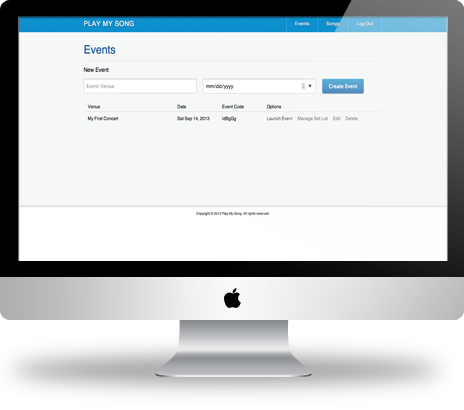 PLAY MY SONG Events Songs Log Out
Events
New Event
Event Venue mm/dd/yyyy Create Event
Venue Date Event Code Options
My First Concert Sat Sep 14, 2013 idBgGg Launch Event Manage Set List Edit Delete
Copyright © 2013 Play My Song. All rights reserved.